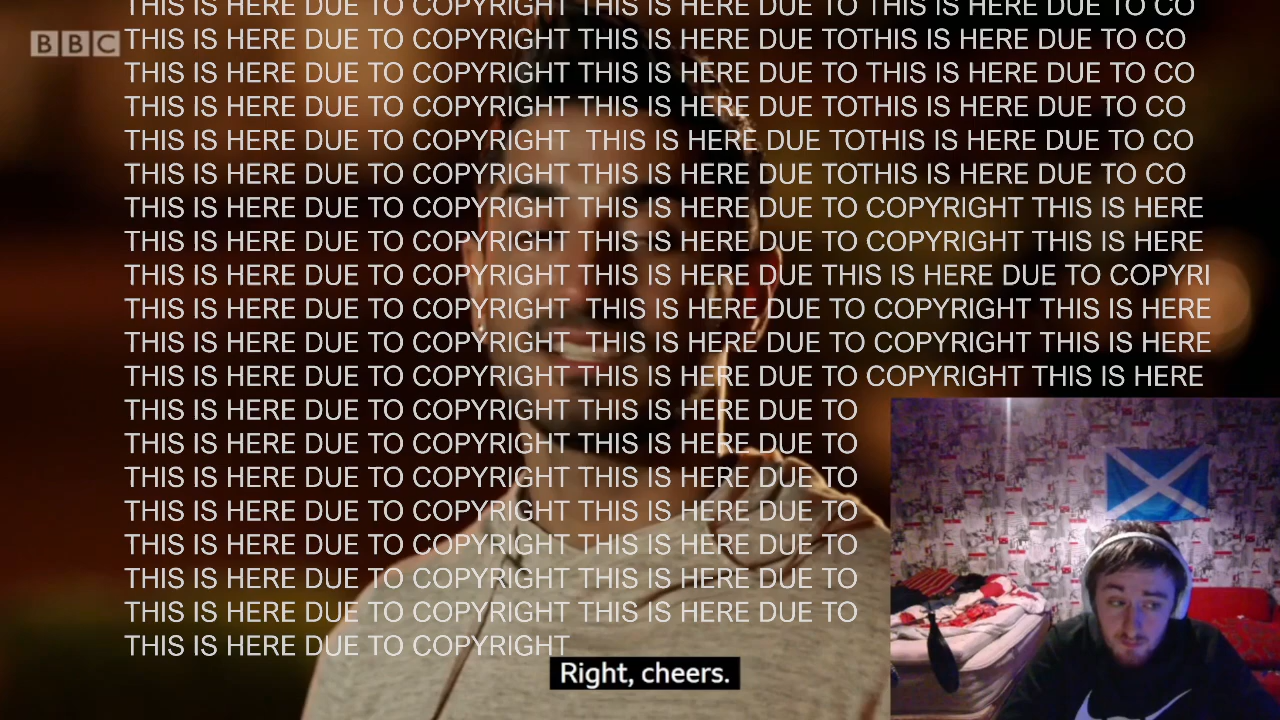 THIS IS HERE DUE TO COPYRIGHT THIS IS HERE DUE TO THIS IS HERE DUE TO CO
BBC
THIS IS HERE DUE TO COPYRIGHT THIS IS HERE DUE TOTHIS IS HERE DUE TO CO
THIS IS HERE DUE TO COPYRIGHT THIS IS HERE DUE TO THIS IS HERE DUE TO CO
THIS IS HERE DUE TO COPYRIGHT THIS IS HERE DUE TOTHIS IS HERE DUE TO CO
THIS IS HERE DUE TO COPYRIGHT THIS IS HERE DUE TOTHIS IS HERE DUE TO CO
THIS IS HERE DUE TO COPYRIGHT THIS IS HERE DUE TOTHIS IS HERE DUE TO CO
THIS IS HERE DUE TO COPYRIGHT THIS IS HERE DUE TO COPYRIGHT THIS IS HERE
THIS IS HERE DUE TO COPYRIGHT THIS IS HERE DUE TO COPYRIGHT THIS IS HERE
THIS IS HERE DUE TO COPYRIGHT THIS IS HERE DUE THIS IS HERE DUE TO COPYRI
THIS IS HERE DUE TO COPYRIGHT THIS IS HERE DUE TO COPYRIGHT THIS IS HERE
THIS IS HERE DUE TO COPYRIGHT THIS IS HERE DUE TO COPYRIGHT THIS IS HERE
THIS IS HERE DUE TO COPYRIGHT THIS IS HERE DUE TO COPYRIGHT THIS IS HERE
THIS IS HERE DUE TO COPYRIGHT THIS IS HERE DUE TO
THIS IS HERE DUE TO COPYRIGHT THIS IS HERE DUE TO
THIS IS HERE DUE TO COPYRIGHT THIS IS HERE DUE TO
THIS IS HERE DUE TO COPYRIGHT THIS IS HERE DUE TO
THIS IS HERE DUE TO COPYRIGHT THIS IS HERE DUE TO
THIS IS HERE DUE TO COPYRIGHT THIS IS HERE DUE TO
THIS IS HERE DUE TO COPYRIGHT THIS IS HERE DUE TO
THIS IS HERE DUE TO COPYRIGHT
Right, cheers.